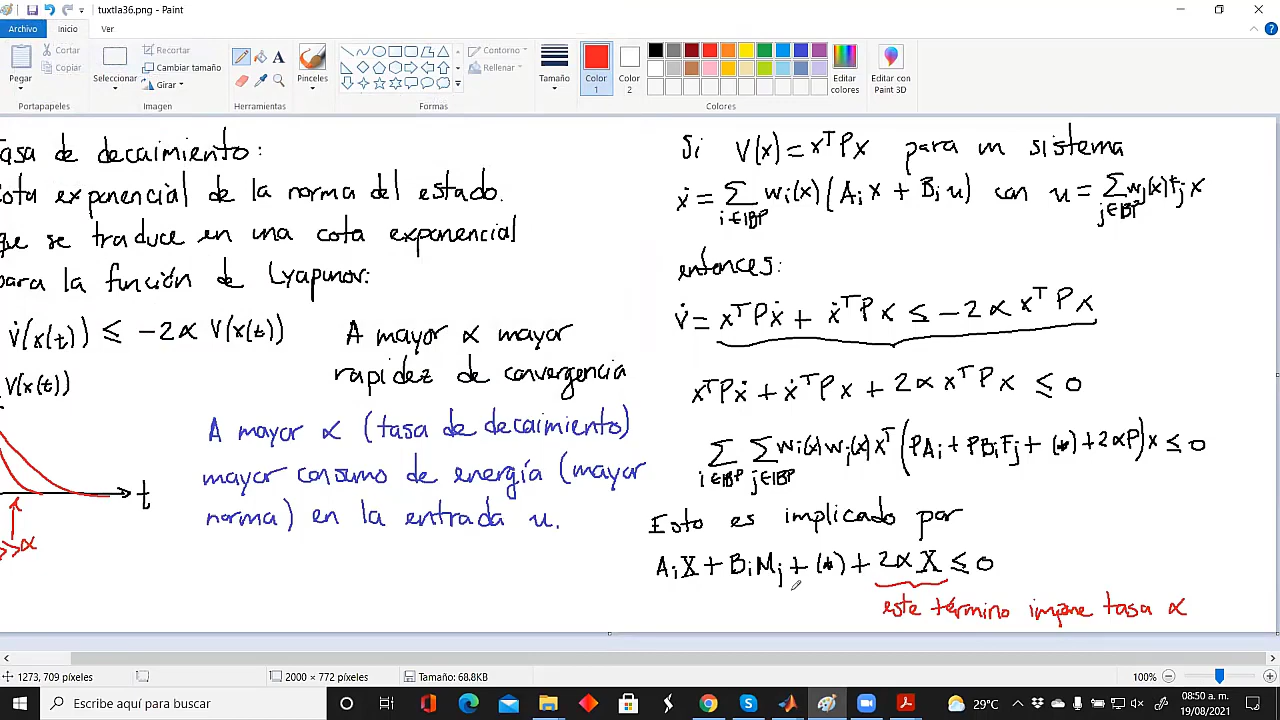 tuxtla36.png - Paint
Archivo Inicio Ver
Pegar
Cortar
Copiar
Portapapeles
Seleccionar
Recortar
Cambiar tamaño
Girar
Imagen
Herramientas
Pinceles
Formas
Contorno
Rellenar
Tamaño
Color 1
Color 2
Colores
Editar colores
Editar con Paint 3D
Tasa de decaimiento:
cota exponencial de la norma del estado.
que se traduce en una cota exponencial
para la función de Lyapunov:
V̇(x(t)) ≤ -2α V(x(t))
V(x(t))
A mayor α mayor
rapidez de convergencia
A mayor α (tasa de decaimiento)
mayor consumo de energía (mayor
norma) en la entrada u.
t
>>α
Si V(x) = xᵀPx para un sistema
ẋ = Σ_{i∈𝔹ᵖ} wᵢ(x)(Aᵢx + Bᵢu) con u = Σ_{j∈𝔹ᵖ} wⱼ(x)Fⱼx
entonces:
V̇ = xᵀPẋ + ẋᵀPx ≤ -2α xᵀPx
xᵀPẋ + ẋᵀPx + 2α xᵀPx ≤ 0
Σ_{i∈𝔹ᵖ} Σ_{j∈𝔹ᵖ} wᵢ(x)wⱼ(x)xᵀ(PAᵢ + PBᵢFⱼ + (*) + 2αP)x ≤ 0
Esto es implicado por
AᵢX + BᵢMⱼ + (*) + 2αX ≤ 0
este término impone tasa α
1273, 709 píxeles
2000 × 772 píxeles
100%
Escribe aquí para buscar
29°C
08:50 a. m.
19/08/2021